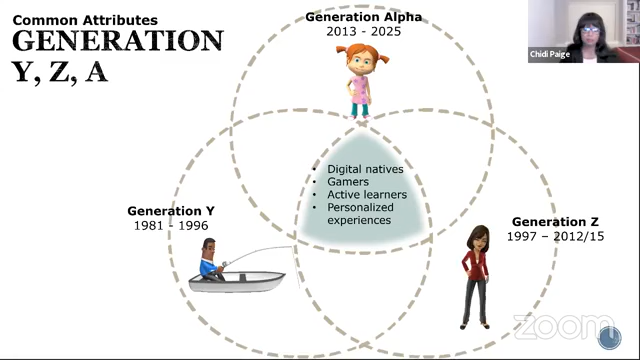 Common Attributes
GENERATION
Y, Z, A
Generation Alpha
2013 - 2025
Chidi Paige
• Digital natives
• Gamers
• Active learners
• Personalized
experiences
Generation Y
1981 - 1996
Generation Z
1997 – 2012/15
zoom